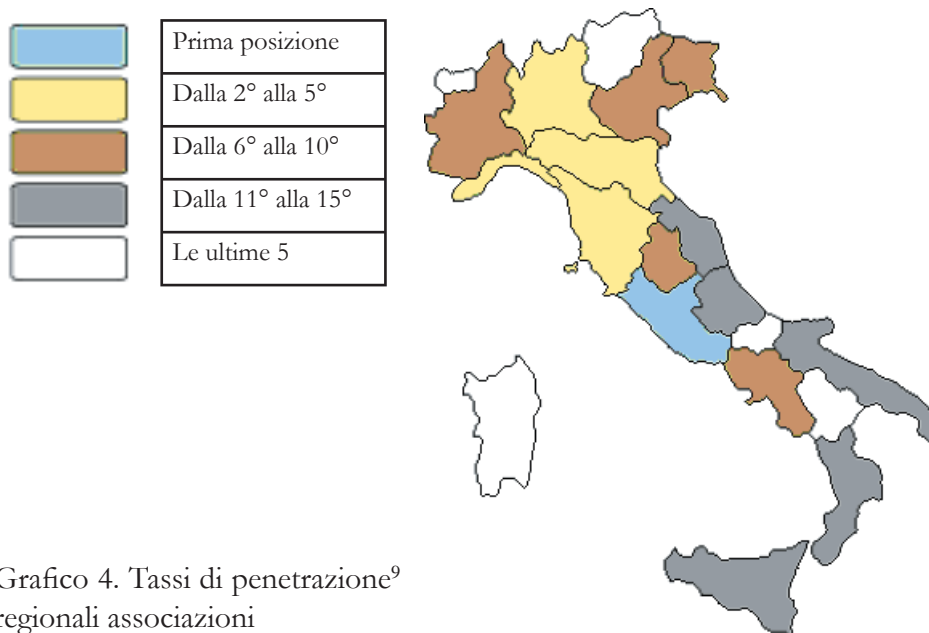 Prima posizione
Dalla 2° alla 5°
Dalla 6° alla 10°
Dalla 11° alla 15°
Le ultime 5
Grafico 4. Tassi di penetrazione⁹
regionali associazioni